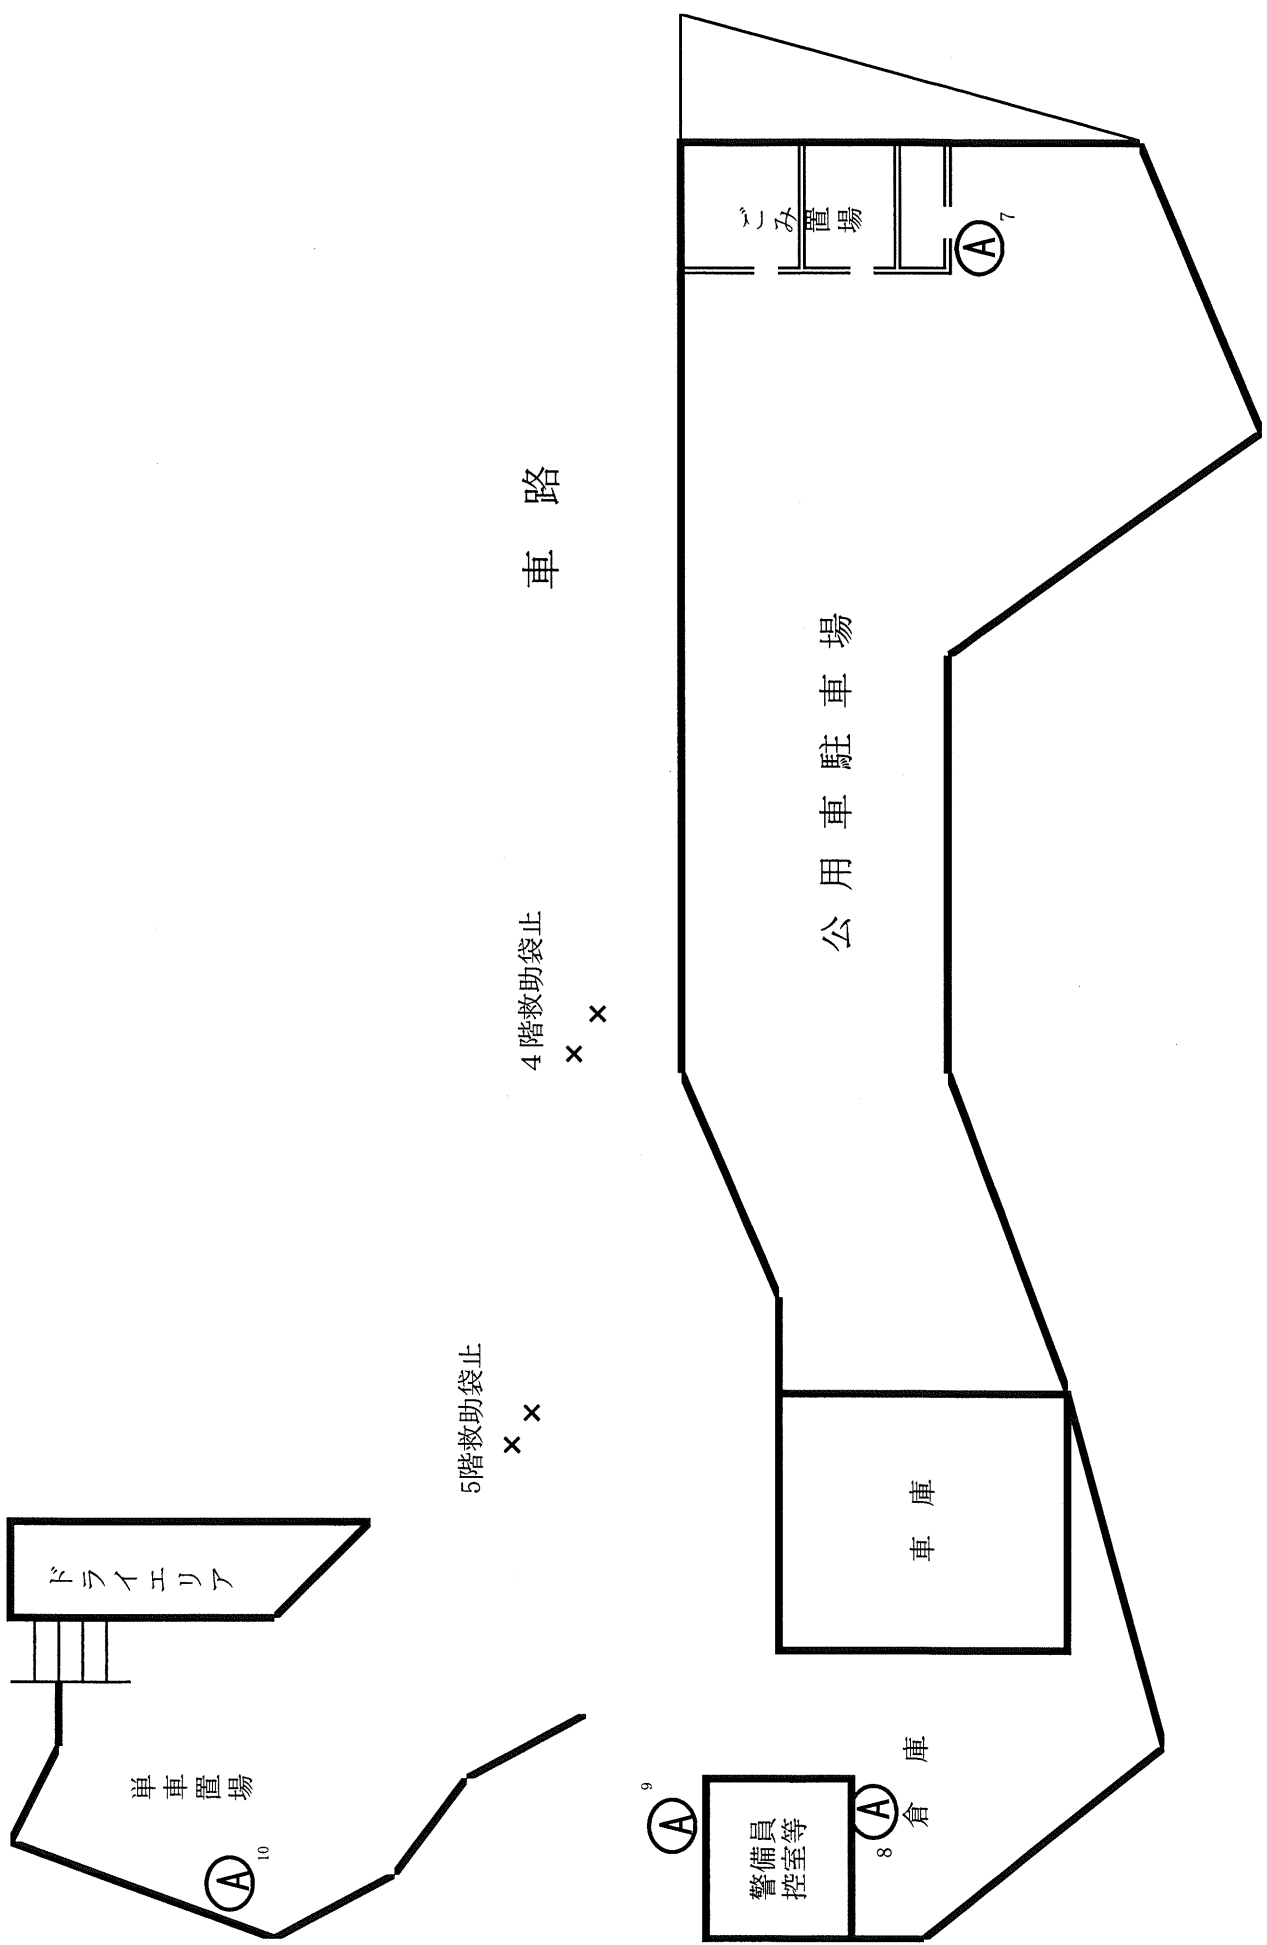 ドライエリア
単車置場
Ⓐ 10
5階救助袋止
× ×
4階救助袋止
× ×
車路
警備員
控室等
Ⓐ 9
Ⓐ 8
倉庫
車庫
公用車駐車場
ごみ置場
Ⓐ 7